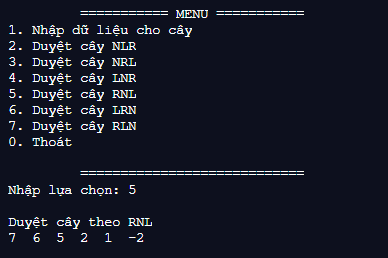 =========== MENU ===========
1. Nhập dữ liệu cho cây
2. Duyệt cây NLR
3. Duyệt cây NRL
4. Duyệt cây LNR
5. Duyệt cây RNL
6. Duyệt cây LRN
7. Duyệt cây RLN
0. Thoát
============================
Nhập lựa chọn: 5
Duyệt cây theo RNL
7  6  5  2  1  -2